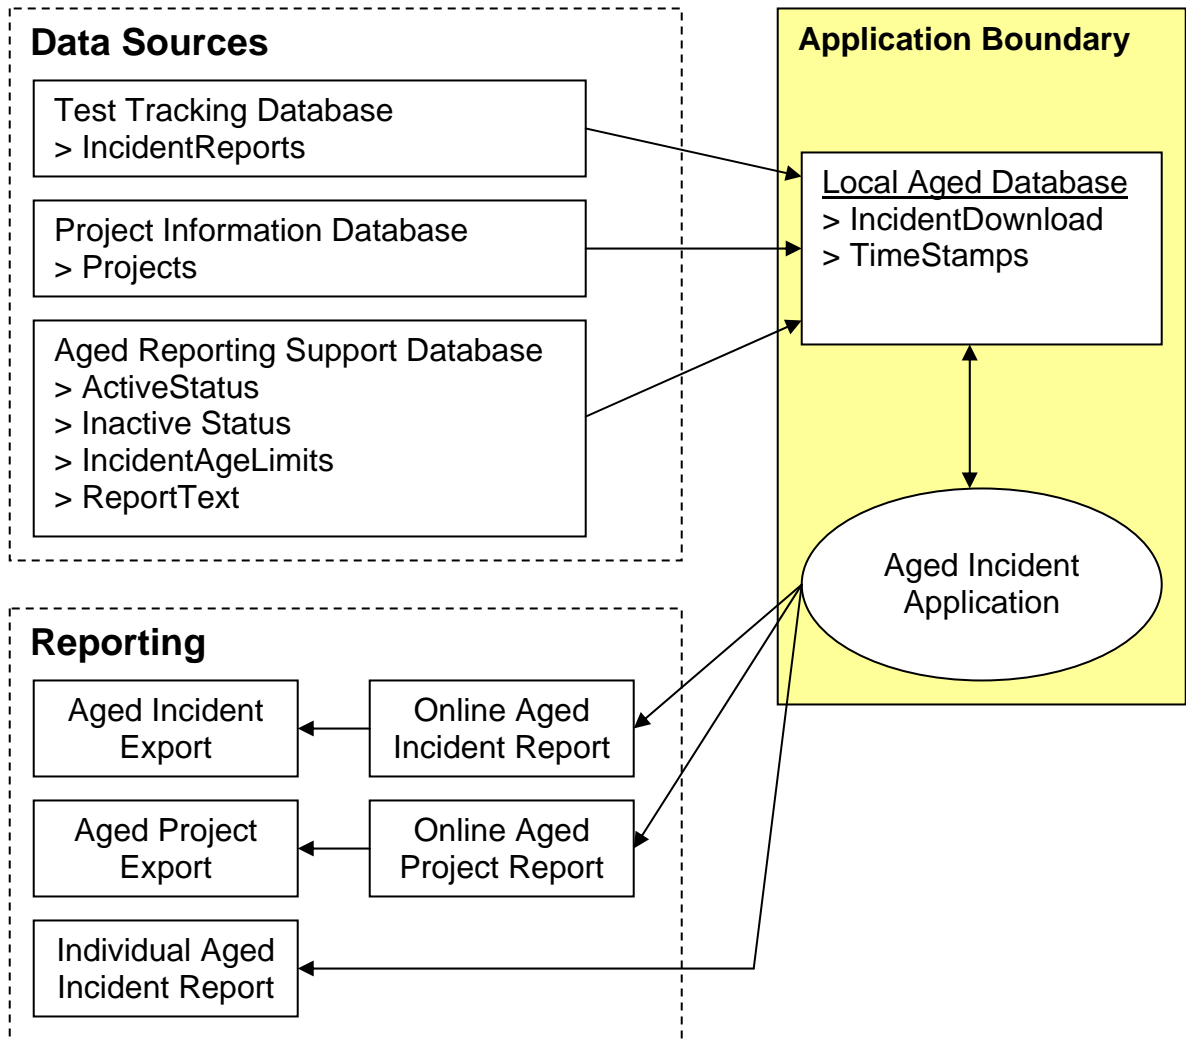 Data Sources
Test Tracking Database
> IncidentReports
Project Information Database
> Projects
Aged Reporting Support Database
> ActiveStatus
> Inactive Status
> IncidentAgeLimits
> ReportText
Application Boundary
Local Aged Database
> IncidentDownload
> TimeStamps
Aged Incident
Application
Reporting
Aged Incident
Export
Online Aged
Incident Report
Aged Project
Export
Online Aged
Project Report
Individual Aged
Incident Report